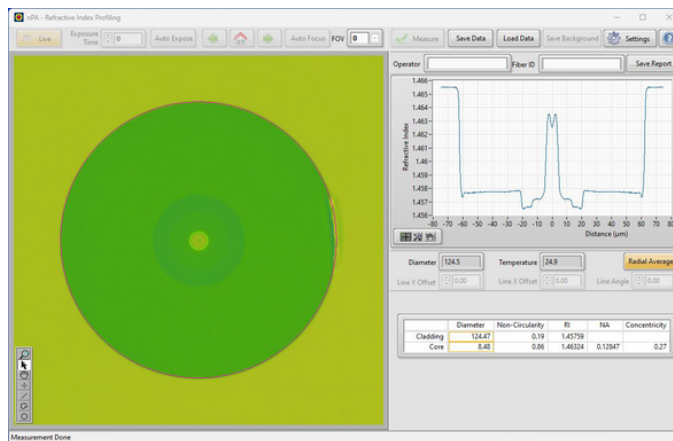 nPA - Refractive Index Profiling
Live Exposure Time 0 Auto Expose Auto Focus FOV 0 Measure Save Data Load Data Save Background Settings
Operator Fiber ID Save Report
1.466
1.465
1.464
1.463
1.462
1.461
1.460
1.459
1.458
1.457
1.456
Refractive Index
-80 -70 -60 -50 -40 -30 -20 -10 0 10 20 30 40 50 60 70 80
Distance (µm)
Diameter 124.5 Temperature 24.9 Radial Average
Line Y Offset 0.00 Line X Offset 0.00 Line Angle 0.00
Diameter Non-Circularity RI NA Concentricity
Cladding 124.47 0.19 1.45759
Core 8.48 0.86 1.46324 0.12847 0.27
Measurement Done